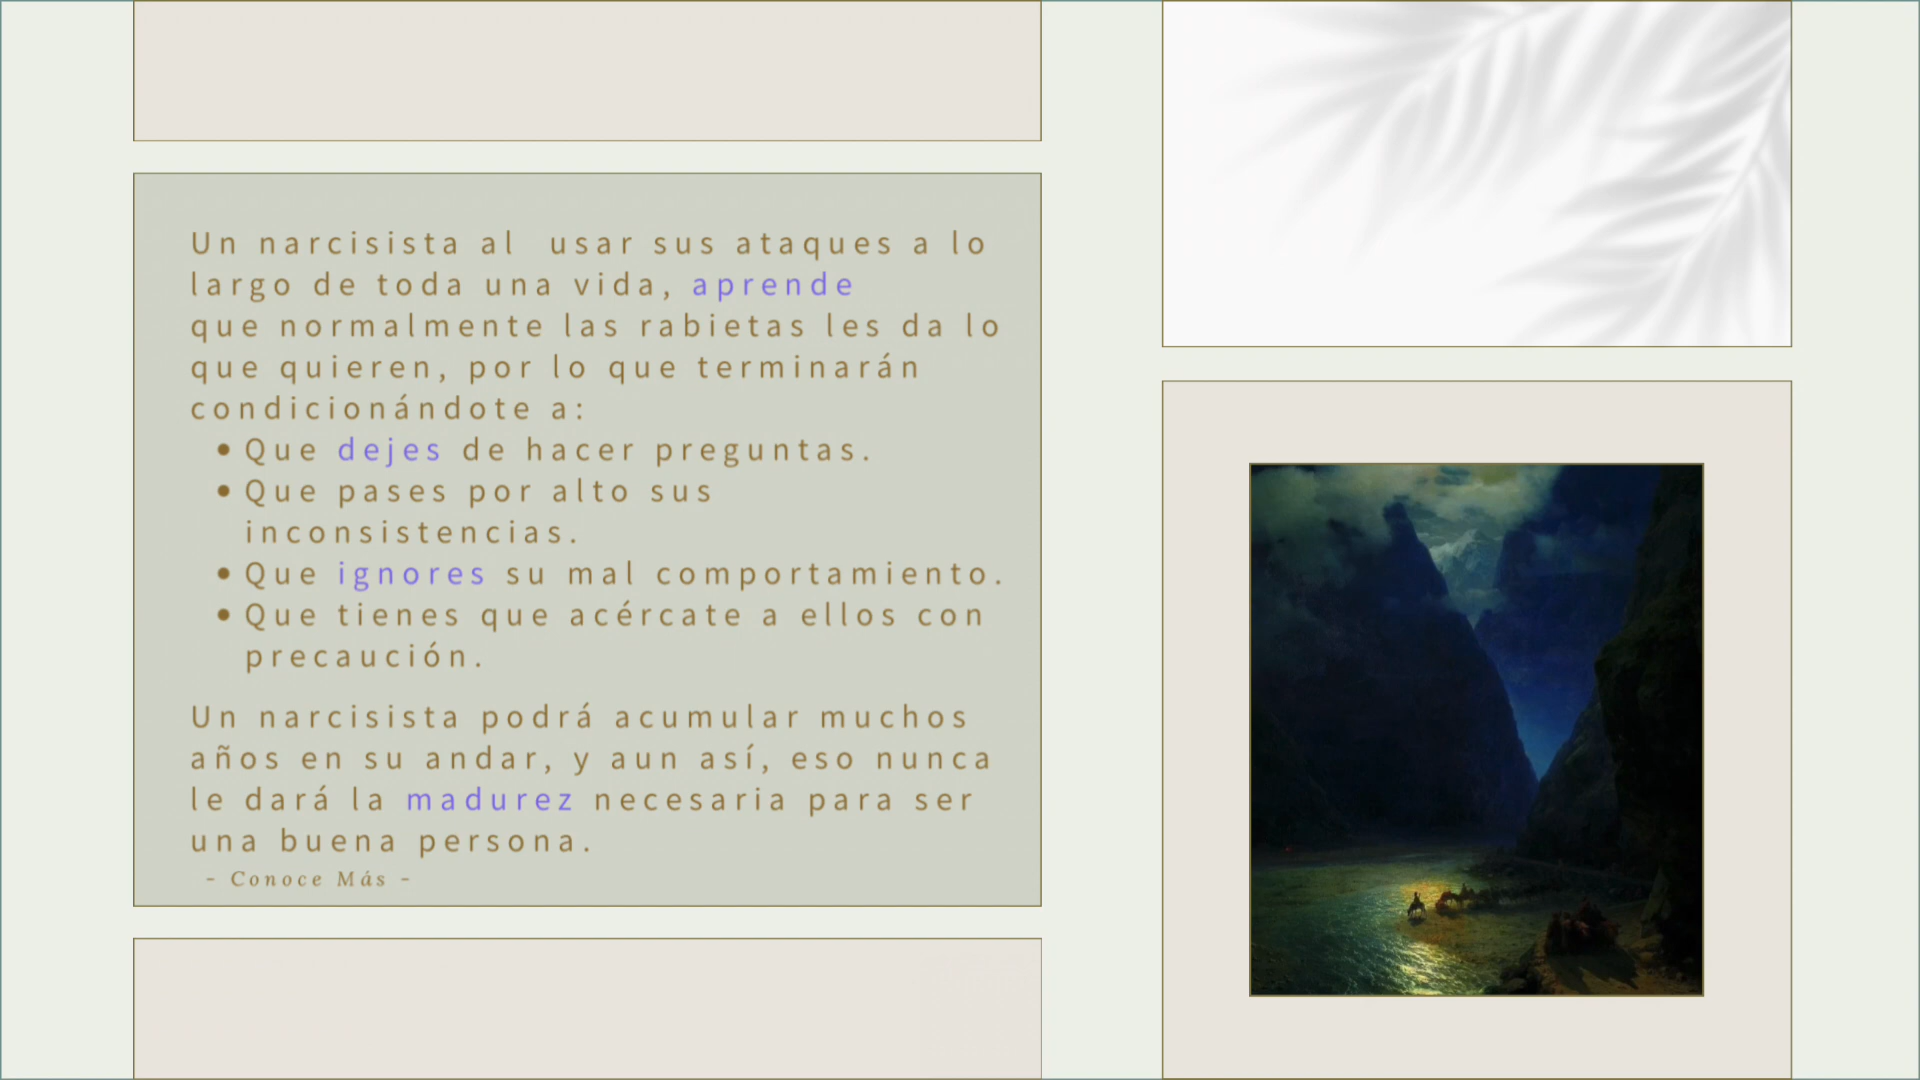 Un narcisista al  usar sus ataques a lo
largo de toda una vida, aprende
que normalmente las rabietas les da lo
que quieren, por lo que terminarán
condicionándote a:
• Que dejes de hacer preguntas.
• Que pases por alto sus
inconsistencias.
• Que ignores su mal comportamiento.
• Que tienes que acércate a ellos con
precaución.
Un narcisista podrá acumular muchos
años en su andar, y aun así, eso nunca
le dará la madurez necesaria para ser
una buena persona.
- Conoce Más -